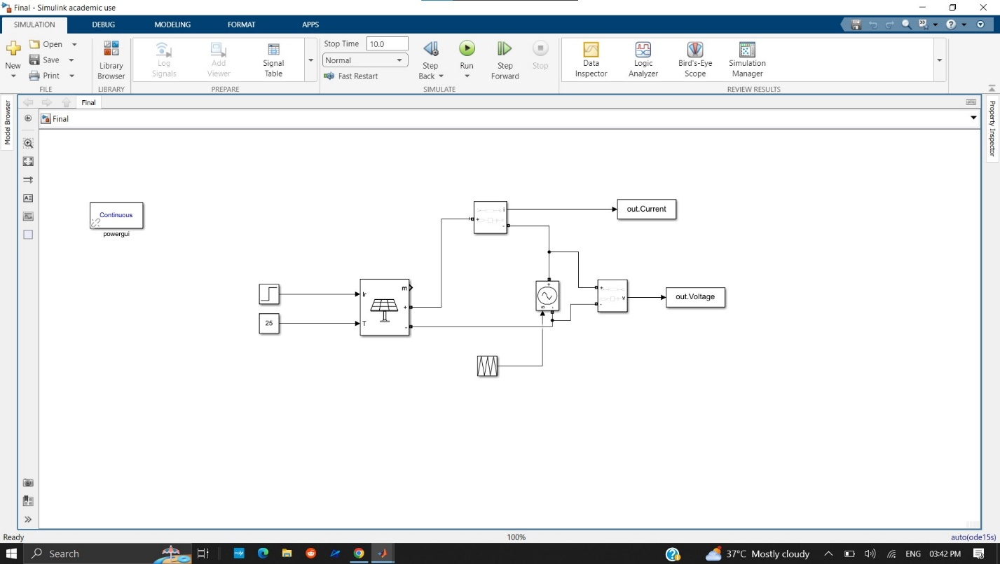 Final - Simulink academic use
SIMULATION DEBUG MODELING FORMAT APPS
New
Open
Save
Print
FILE
Library
Browser
LIBRARY
Log
Signals
Add
Viewer
Signal
Table
PREPARE
Stop Time 10.0
Normal
Fast Restart
Step
Back
Run
Step
Forward
Stop
SIMULATE
Data
Inspector
Logic
Analyzer
Bird's-Eye
Scope
Simulation
Manager
REVIEW RESULTS
Model Browser
Final
Final
Property Inspector
Continuous
powergui
i
+
-
out.Current
Ir
T
m
+
-
25
+
S
-
+
-
v
out.Voltage
Ready 100% auto(ode15s)
Search
37°C Mostly cloudy ENG 03:42 PM